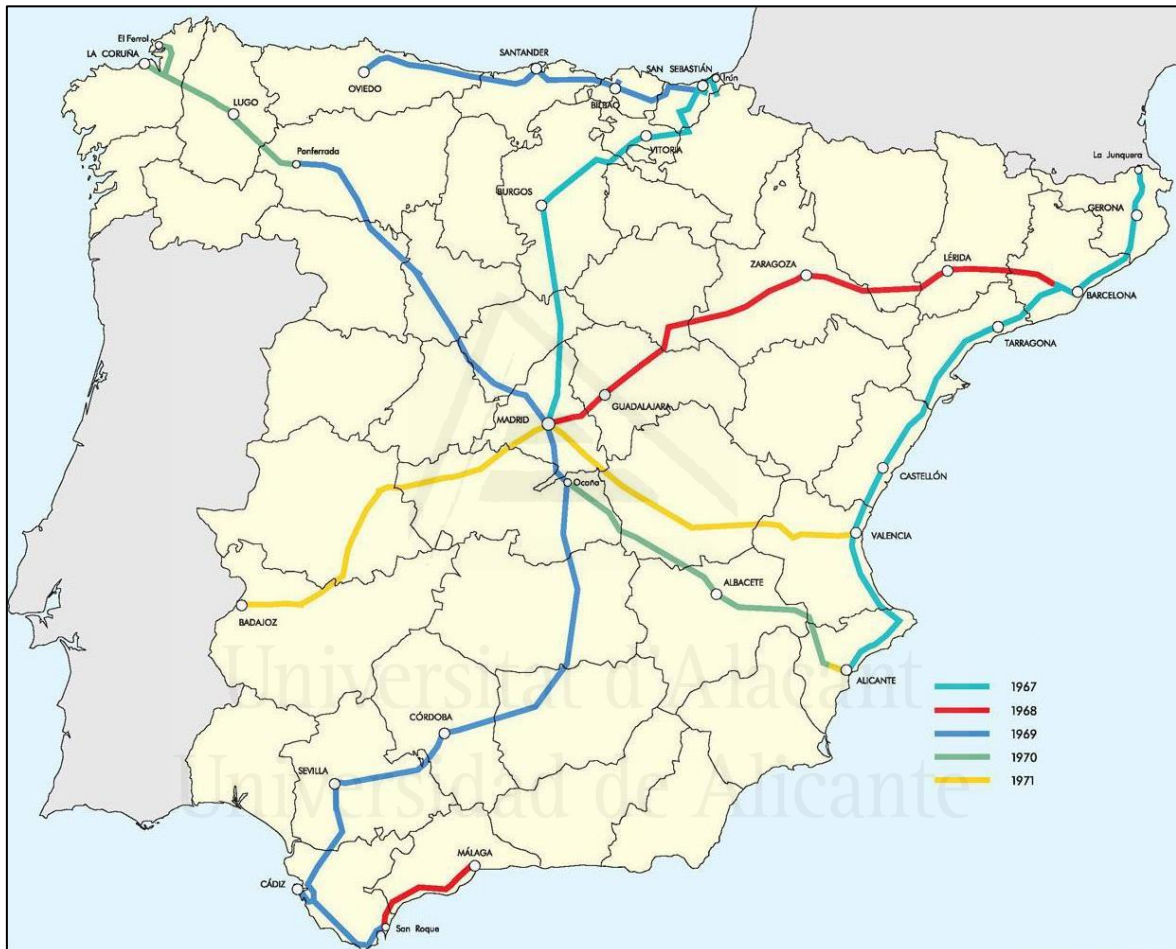 El Ferrol
LA CORUÑA
LUGO
Ponferrada
OVIEDO
SANTANDER
BILBAO
SAN SEBASTIÁN
Irún
VITORIA
BURGOS
La Junquera
GERONA
ZARAGOZA
LÉRIDA
BARCELONA
TARRAGONA
MADRID
GUADALAJARA
Ocaña
CASTELLÓN
VALENCIA
ALBACETE
BADAJOZ
ALICANTE
CÓRDOBA
SEVILLA
MÁLAGA
CÁDIZ
San Roque
1967
1968
1969
1970
1971
Universitat d'Alacant
Universidad de Alicante